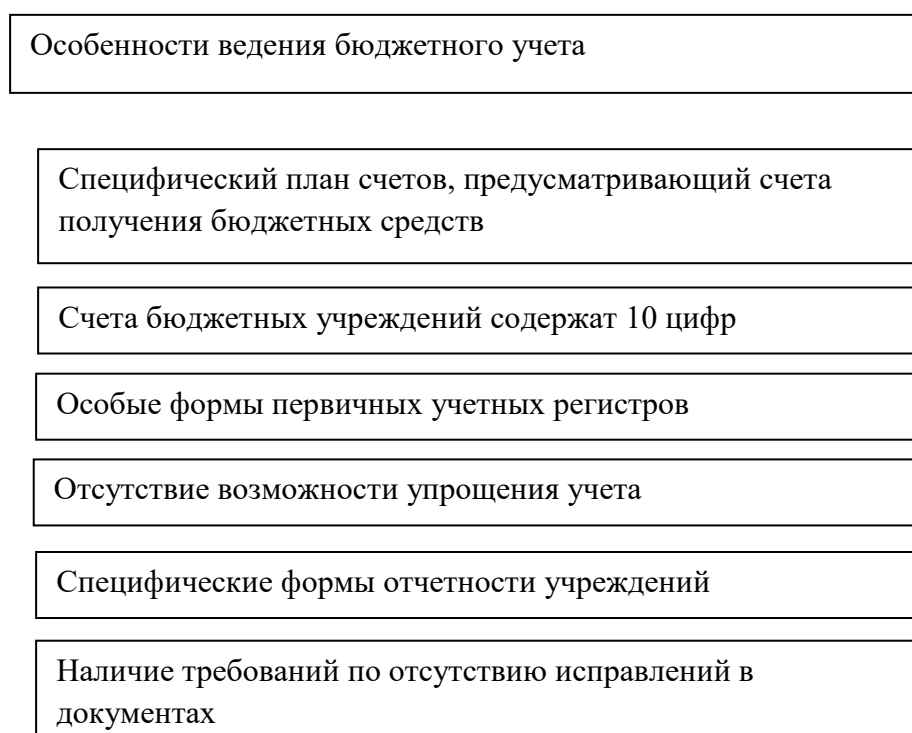 Особенности ведения бюджетного учета
Специфический план счетов, предусматривающий счета
получения бюджетных средств
Счета бюджетных учреждений содержат 10 цифр
Особые формы первичных учетных регистров
Отсутствие возможности упрощения учета
Специфические формы отчетности учреждений
Наличие требований по отсутствию исправлений в
документах